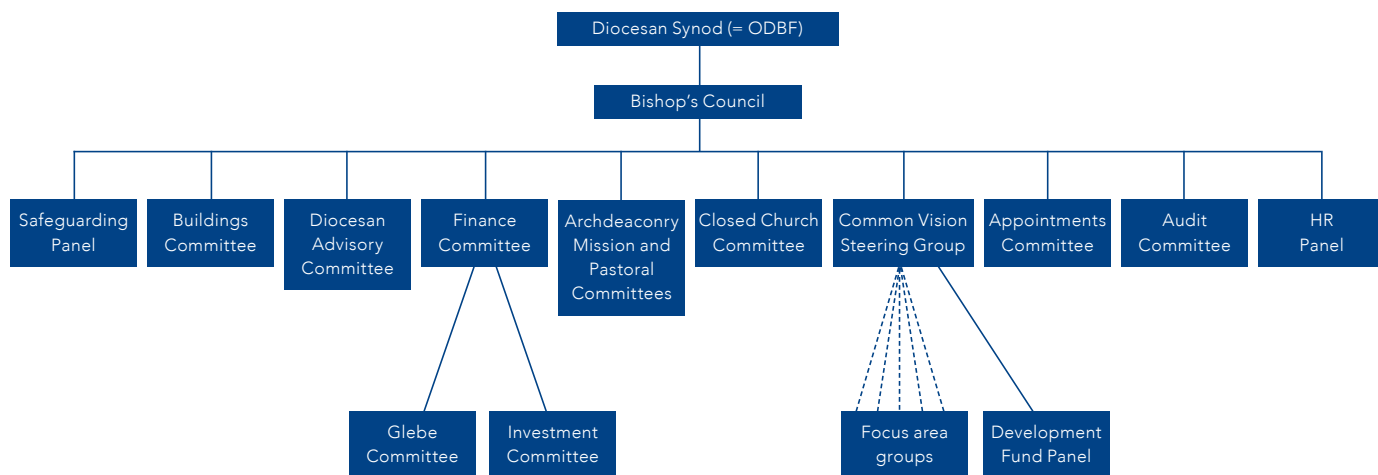 Diocesan Synod (= ODBF)
Bishop's Council
Safeguarding
Panel
Buildings
Committee
Diocesan
Advisory
Committee
Finance
Committee
Archdeaconry
Mission and
Pastoral
Committees
Closed Church
Committee
Common Vision
Steering Group
Appointments
Committee
Audit
Committee
HR
Panel
Glebe
Committee
Investment
Committee
Focus area
groups
Development
Fund Panel